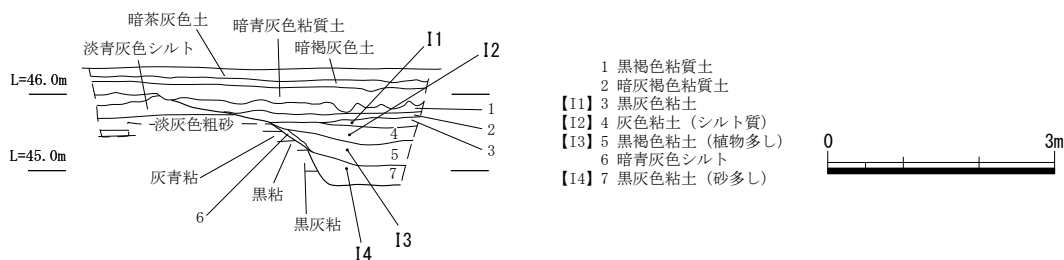 暗茶灰色土
暗青灰色粘質土
淡青灰色シルト
暗褐灰色土
I1
I2
L=46.0m
淡灰色粗砂
1
2
3
4
5
7
L=45.0m
灰青粘
黒粘
6
黒灰粘
I3
I4
1 黒褐色粘質土
2 暗灰褐色粘質土
【I1】3 黒灰色粘土
【I2】4 灰色粘土（シルト質）
【I3】5 黒褐色粘土（植物多し）
6 暗青灰色シルト
【I4】7 黒灰色粘土（砂多し）
0 3m